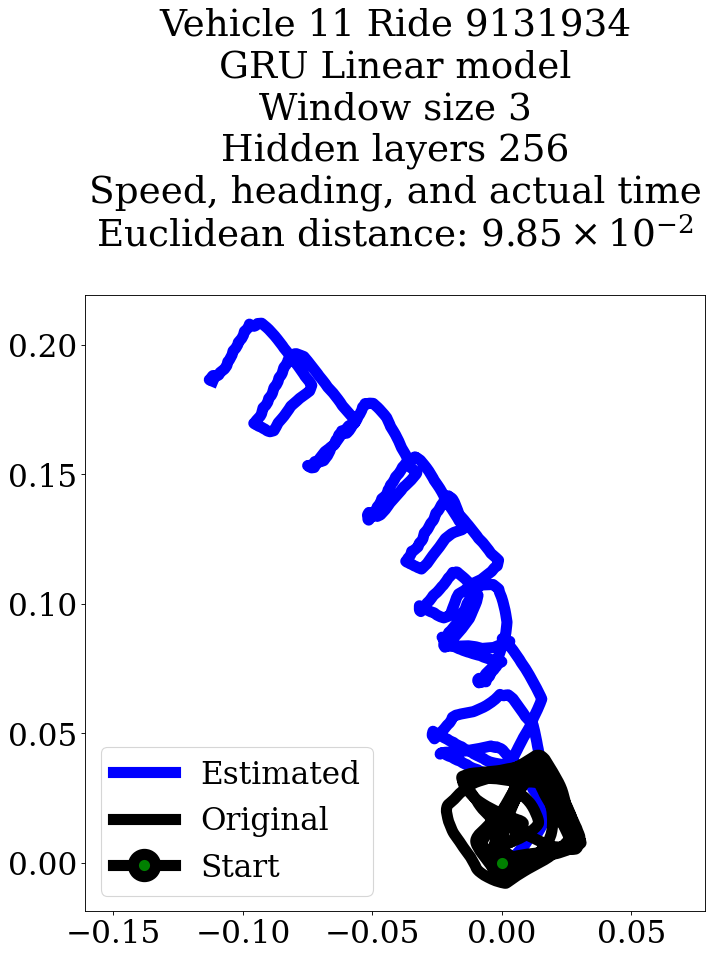 Vehicle 11 Ride 9131934
GRU Linear model
Window size 3
Hidden layers 256
Speed, heading, and actual time
Euclidean distance: 9.85 × 10⁻²
0.20
0.15
0.10
0.05
0.00
Estimated
Original
Start
−0.15 −0.10 −0.05 0.00 0.05